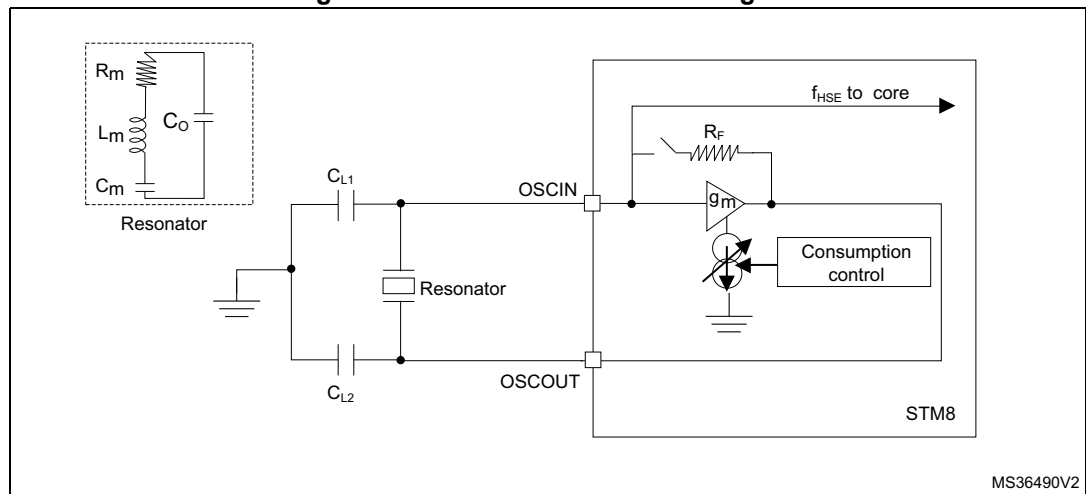 Rm
Lm
CO
Cm
Resonator
CL1
CL2
Resonator
OSCIN
OSCOUT
fHSE to core
RF
gm
Consumption
control
STM8
MS36490V2